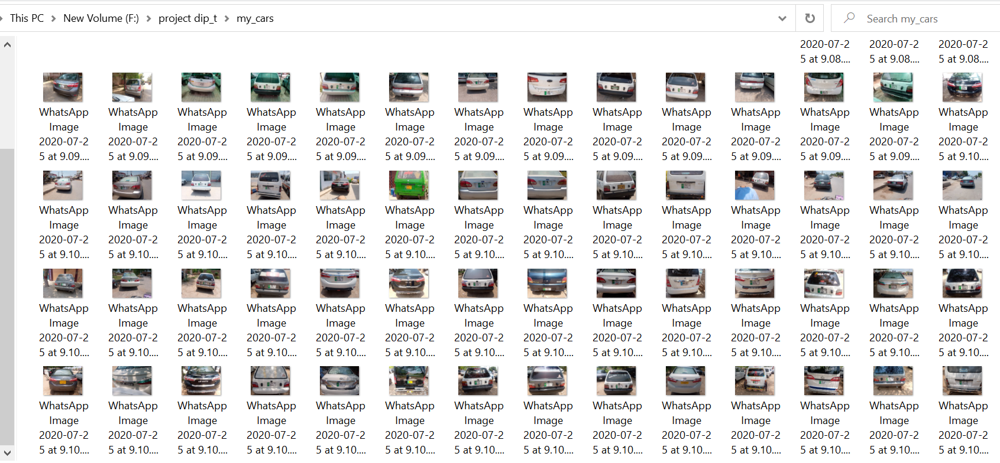 This PC New Volume (F:) project dip_t my_cars Search my_cars
2020-07-2 2020-07-2 2020-07-2
5 at 9.08.... 5 at 9.08.... 5 at 9.08....
WhatsApp WhatsApp WhatsApp WhatsApp WhatsApp WhatsApp WhatsApp WhatsApp WhatsApp WhatsApp WhatsApp WhatsApp WhatsApp WhatsApp
Image Image Image Image Image Image Image Image Image Image Image Image Image Image
2020-07-2 2020-07-2 2020-07-2 2020-07-2 2020-07-2 2020-07-2 2020-07-2 2020-07-2 2020-07-2 2020-07-2 2020-07-2 2020-07-2 2020-07-2 2020-07-2
5 at 9.09.... 5 at 9.09.... 5 at 9.09.... 5 at 9.09.... 5 at 9.09.... 5 at 9.09.... 5 at 9.09.... 5 at 9.09.... 5 at 9.09.... 5 at 9.09.... 5 at 9.09.... 5 at 9.09.... 5 at 9.09.... 5 at 9.10....
WhatsApp WhatsApp WhatsApp WhatsApp WhatsApp WhatsApp WhatsApp WhatsApp WhatsApp WhatsApp WhatsApp WhatsApp WhatsApp WhatsApp
Image Image Image Image Image Image Image Image Image Image Image Image Image Image
2020-07-2 2020-07-2 2020-07-2 2020-07-2 2020-07-2 2020-07-2 2020-07-2 2020-07-2 2020-07-2 2020-07-2 2020-07-2 2020-07-2 2020-07-2 2020-07-2
5 at 9.10.... 5 at 9.10.... 5 at 9.10.... 5 at 9.10.... 5 at 9.10.... 5 at 9.10.... 5 at 9.10.... 5 at 9.10.... 5 at 9.10.... 5 at 9.10.... 5 at 9.10.... 5 at 9.10.... 5 at 9.10.... 5 at 9.10....
WhatsApp WhatsApp WhatsApp WhatsApp WhatsApp WhatsApp WhatsApp WhatsApp WhatsApp WhatsApp WhatsApp WhatsApp WhatsApp WhatsApp
Image Image Image Image Image Image Image Image Image Image Image Image Image Image
2020-07-2 2020-07-2 2020-07-2 2020-07-2 2020-07-2 2020-07-2 2020-07-2 2020-07-2 2020-07-2 2020-07-2 2020-07-2 2020-07-2 2020-07-2 2020-07-2
5 at 9.10.... 5 at 9.10.... 5 at 9.10.... 5 at 9.10.... 5 at 9.10.... 5 at 9.10.... 5 at 9.10.... 5 at 9.10.... 5 at 9.10.... 5 at 9.10.... 5 at 9.10.... 5 at 9.10.... 5 at 9.10.... 5 at 9.10....
WhatsApp WhatsApp WhatsApp WhatsApp WhatsApp WhatsApp WhatsApp WhatsApp WhatsApp WhatsApp WhatsApp WhatsApp WhatsApp WhatsApp
Image Image Image Image Image Image Image Image Image Image Image Image Image Image
2020-07-2 2020-07-2 2020-07-2 2020-07-2 2020-07-2 2020-07-2 2020-07-2 2020-07-2 2020-07-2 2020-07-2 2020-07-2 2020-07-2 2020-07-2 2020-07-2
5 at 9.10.... 5 at 9.10.... 5 at 9.10.... 5 at 9.10.... 5 at 9.10.... 5 at 9.10.... 5 at 9.10.... 5 at 9.10.... 5 at 9.10.... 5 at 9.10.... 5 at 9.10.... 5 at 9.10.... 5 at 9.10.... 5 at 9.10....